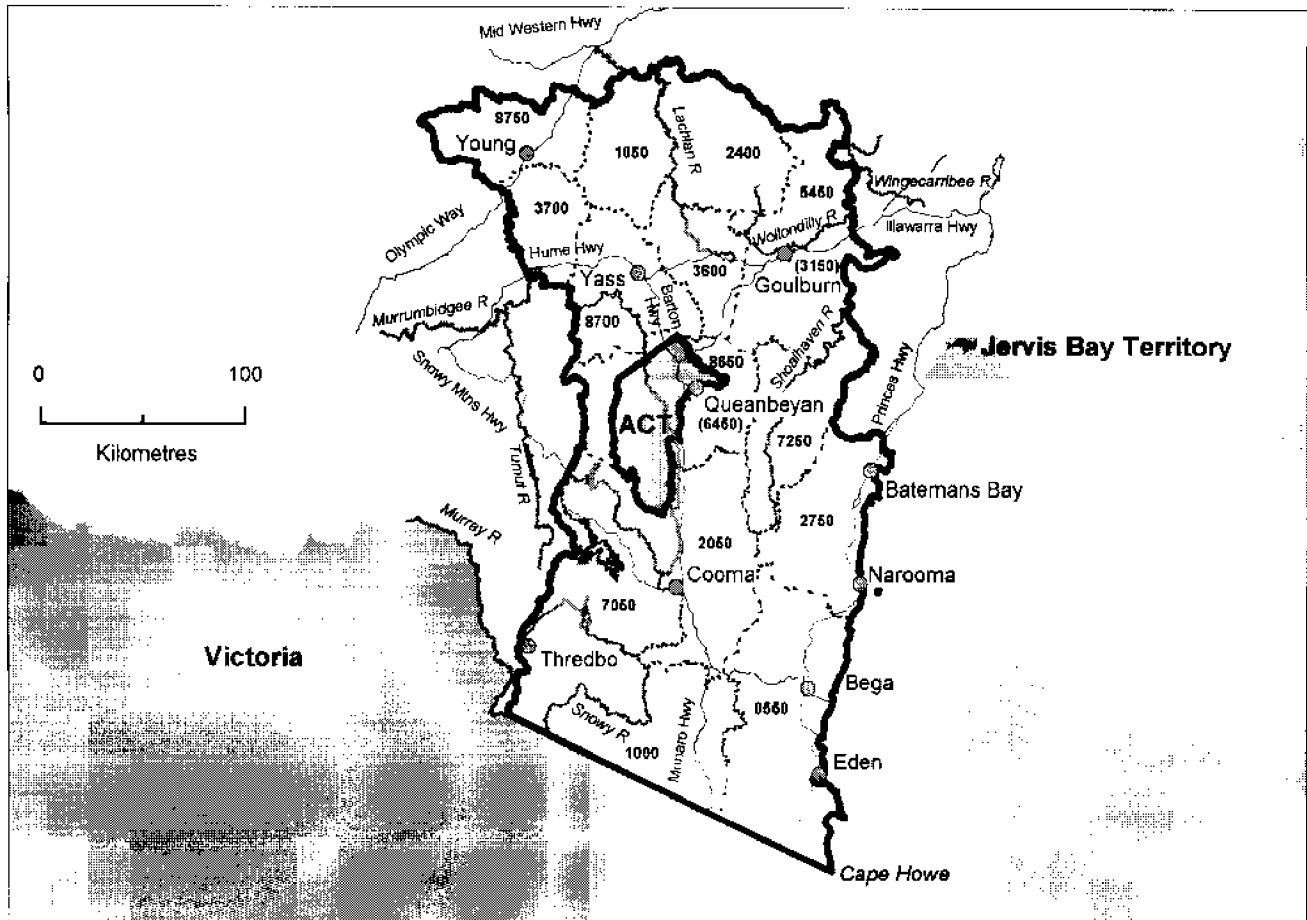 Mid Western Hwy
8750
Young
1050
Lachlan R
2400
5450
Wingecarribee R
3700
Olympic Way
Wollondilly R
Illawarra Hwy
Hume Hwy
Yass
3600
(3150)
Goulburn
Barton
Hwy
Murrumbidgee R
8700
Shoalhaven R
Jervis Bay Territory
Snowy Mtns Hwy
8650
Princes Hwy
0
100
Queanbeyan
(6450)
ACT
7250
Kilometres
Tumut R
Batemans Bay
Murray R
2750
2050
Cooma
Narooma
7050
Victoria
Thredbo
Bega
0550
Snowy R
Monaro Hwy
1000
Eden
Cape Howe